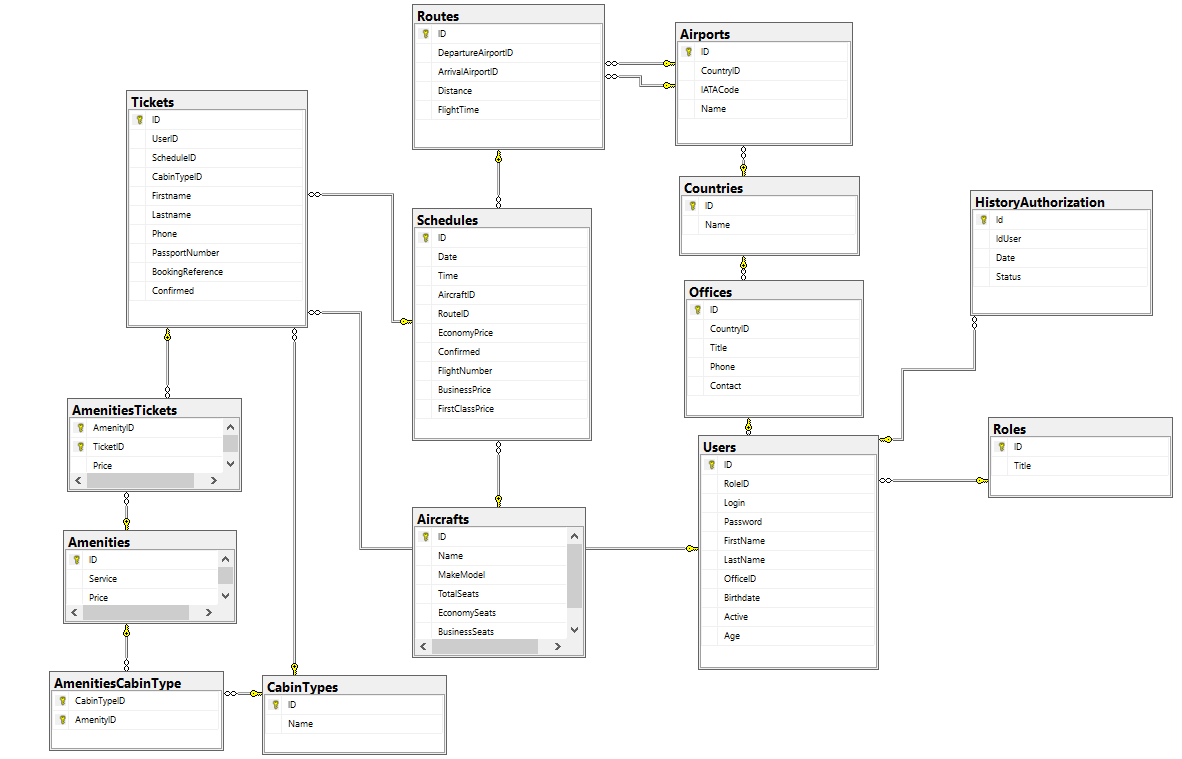 Routes
ID
DepartureAirportID
ArrivalAirportID
Distance
FlightTime
Airports
ID
CountryID
IATACode
Name
Tickets
ID
UserID
ScheduleID
CabinTypeID
Firstname
Lastname
Phone
PassportNumber
BookingReference
Confirmed
Countries
ID
Name
HistoryAuthorization
Id
IdUser
Date
Status
Schedules
ID
Date
Time
AircraftID
RouteID
EconomyPrice
Confirmed
FlightNumber
BusinessPrice
FirstClassPrice
Offices
ID
CountryID
Title
Phone
Contact
AmenitiesTickets
AmenityID
TicketID
Price
Roles
ID
Title
Users
ID
RoleID
Login
Password
FirstName
LastName
OfficeID
Birthdate
Active
Age
Aircrafts
ID
Name
MakeModel
TotalSeats
EconomySeats
BusinessSeats
Amenities
ID
Service
Price
AmenitiesCabinType
CabinTypeID
AmenityID
CabinTypes
ID
Name